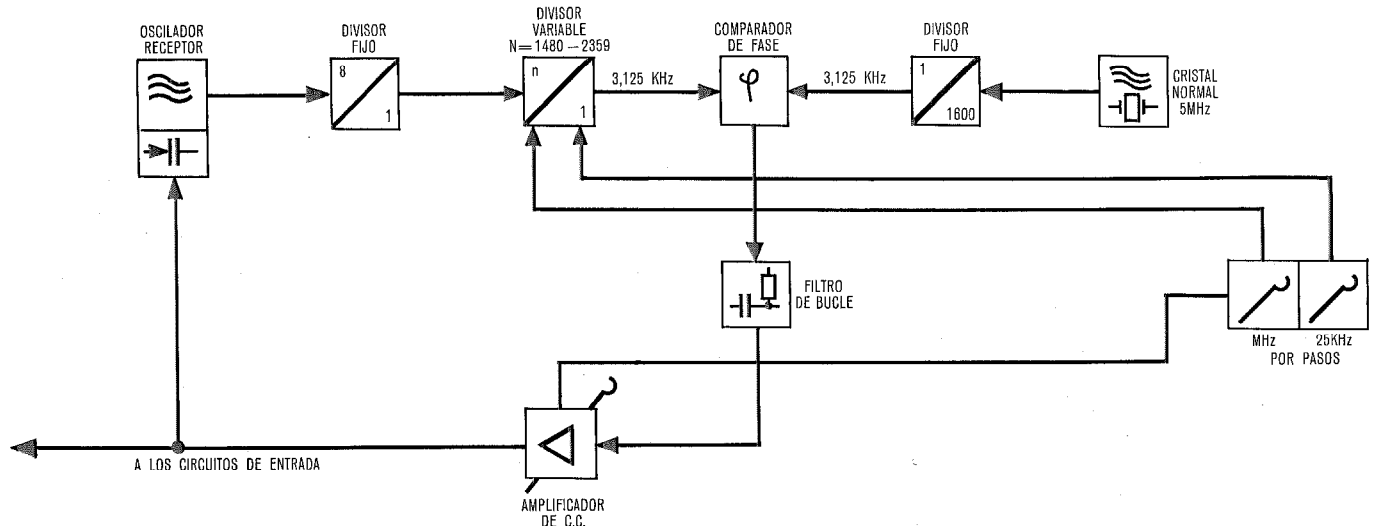 OSCILADOR
RECEPTOR
DIVISOR
FIJO
8
1
DIVISOR
VARIABLE
N=1480-2359
n
1
3,125 KHz
COMPARADOR
DE FASE
φ
3,125 KHz
DIVISOR
FIJO
1
1600
CRISTAL
NORMAL
5MHz
FILTRO
DE BUCLE
MHz
25KHz
POR PASOS
A LOS CIRCUITOS DE ENTRADA
AMPLIFICADOR
DE C.C.